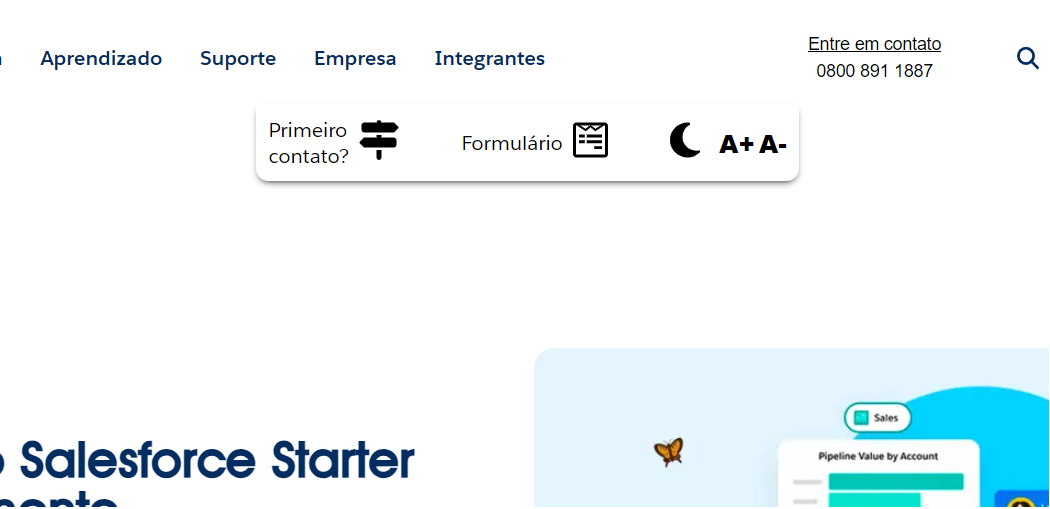 Aprendizado Suporte Empresa Integrantes
Entre em contato
0800 891 1887
Primeiro
contato?
Formulário
A+ A-
Salesforce Starter
Sales
Pipeline Value by Account